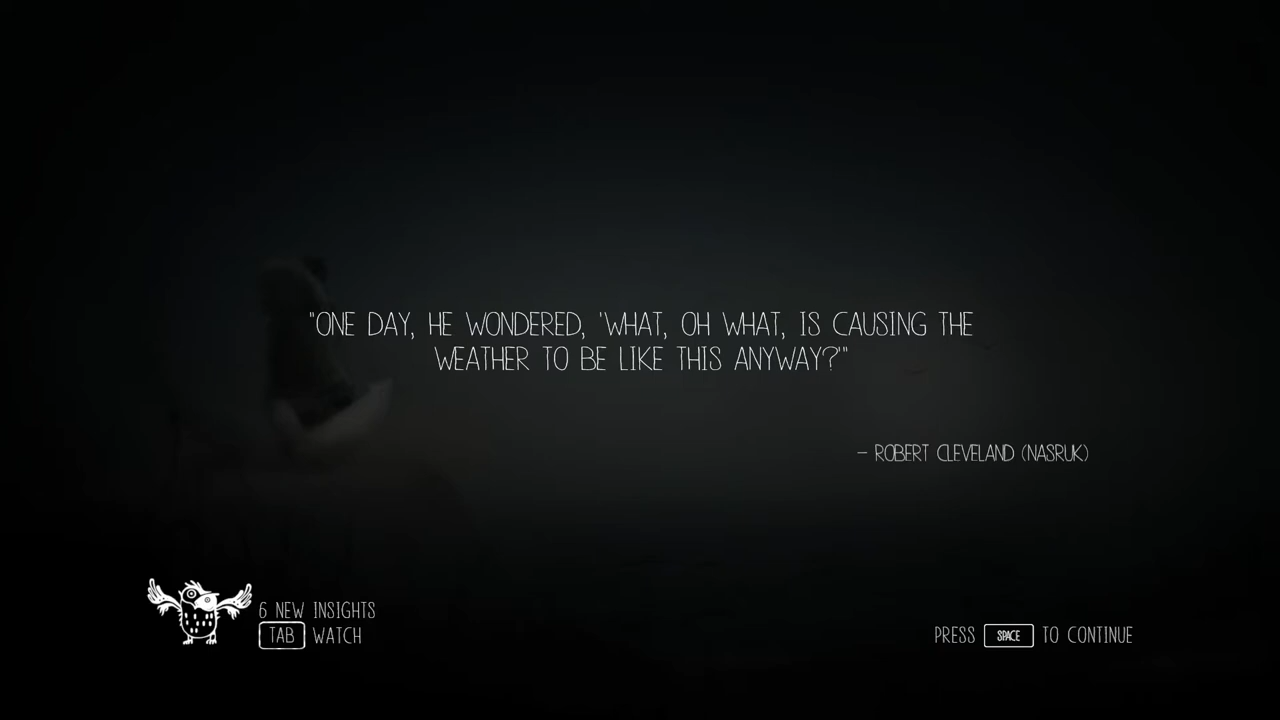 "ONE DAY, HE WONDERED, 'WHAT, OH WHAT, IS CAUSING THE
WEATHER TO BE LIKE THIS ANYWAY?'"
– ROBERT CLEVELAND (NASRUK)
6 NEW INSIGHTS
TAB WATCH
PRESS SPACE TO CONTINUE